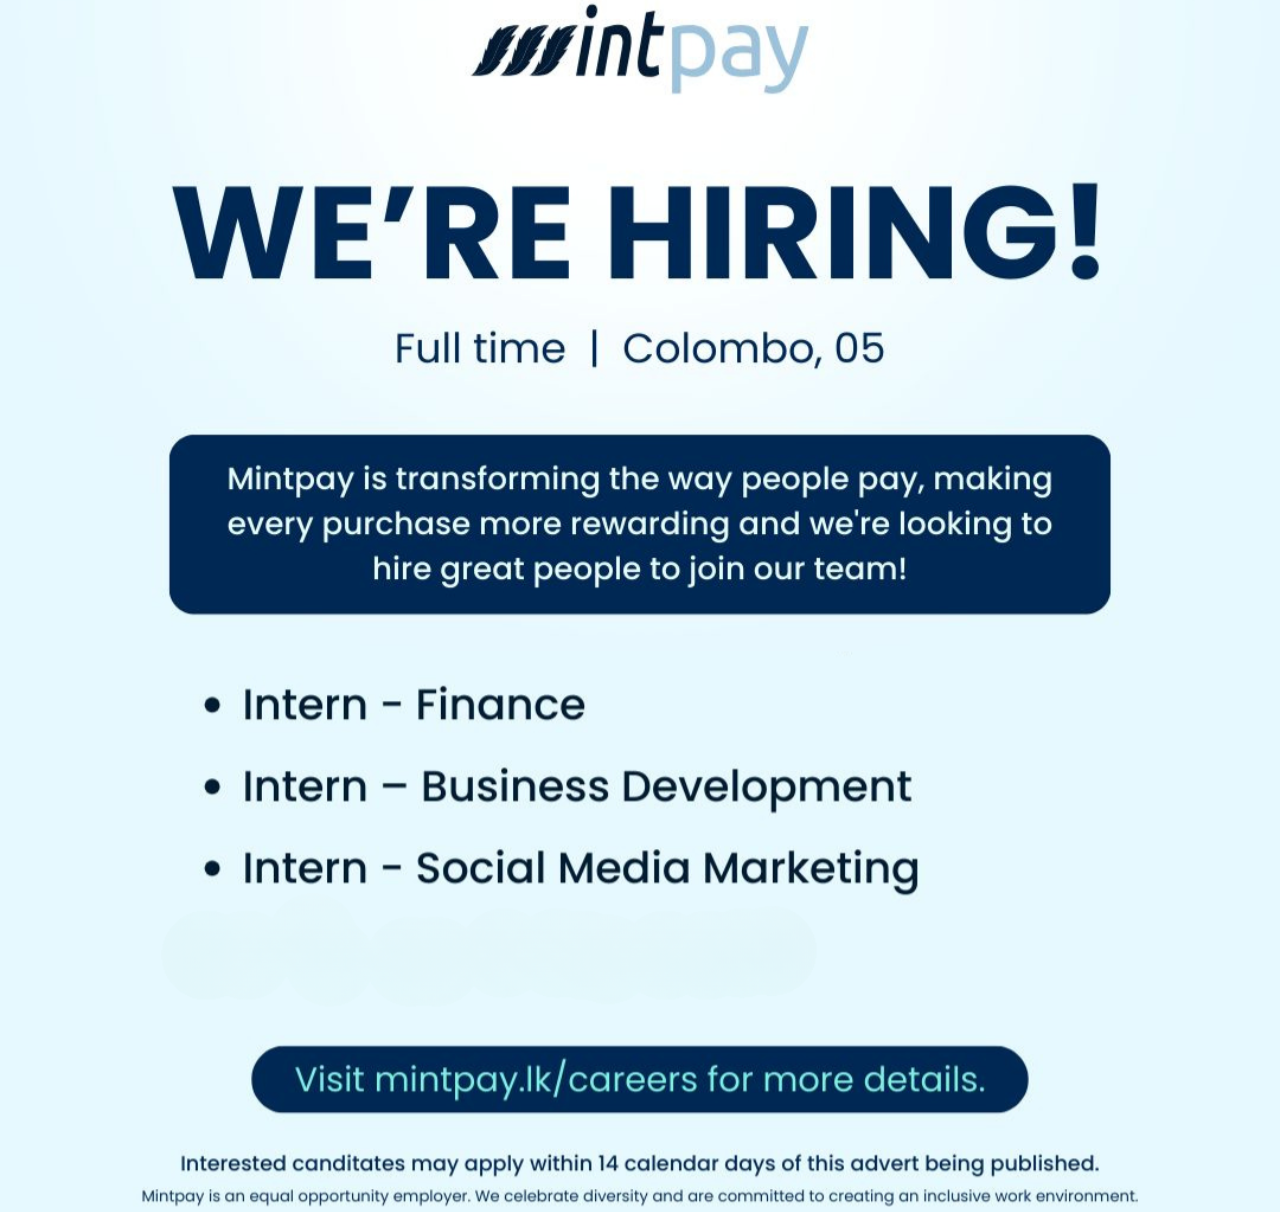 mintpay
WE’RE HIRING!
Full time | Colombo, 05
Mintpay is transforming the way people pay, making
every purchase more rewarding and we're looking to
hire great people to join our team!
• Intern - Finance
• Intern – Business Development
• Intern - Social Media Marketing
Visit mintpay.lk/careers for more details.
Interested canditates may apply within 14 calendar days of this advert being published.
Mintpay is an equal opportunity employer. We celebrate diversity and are committed to creating an inclusive work environment.